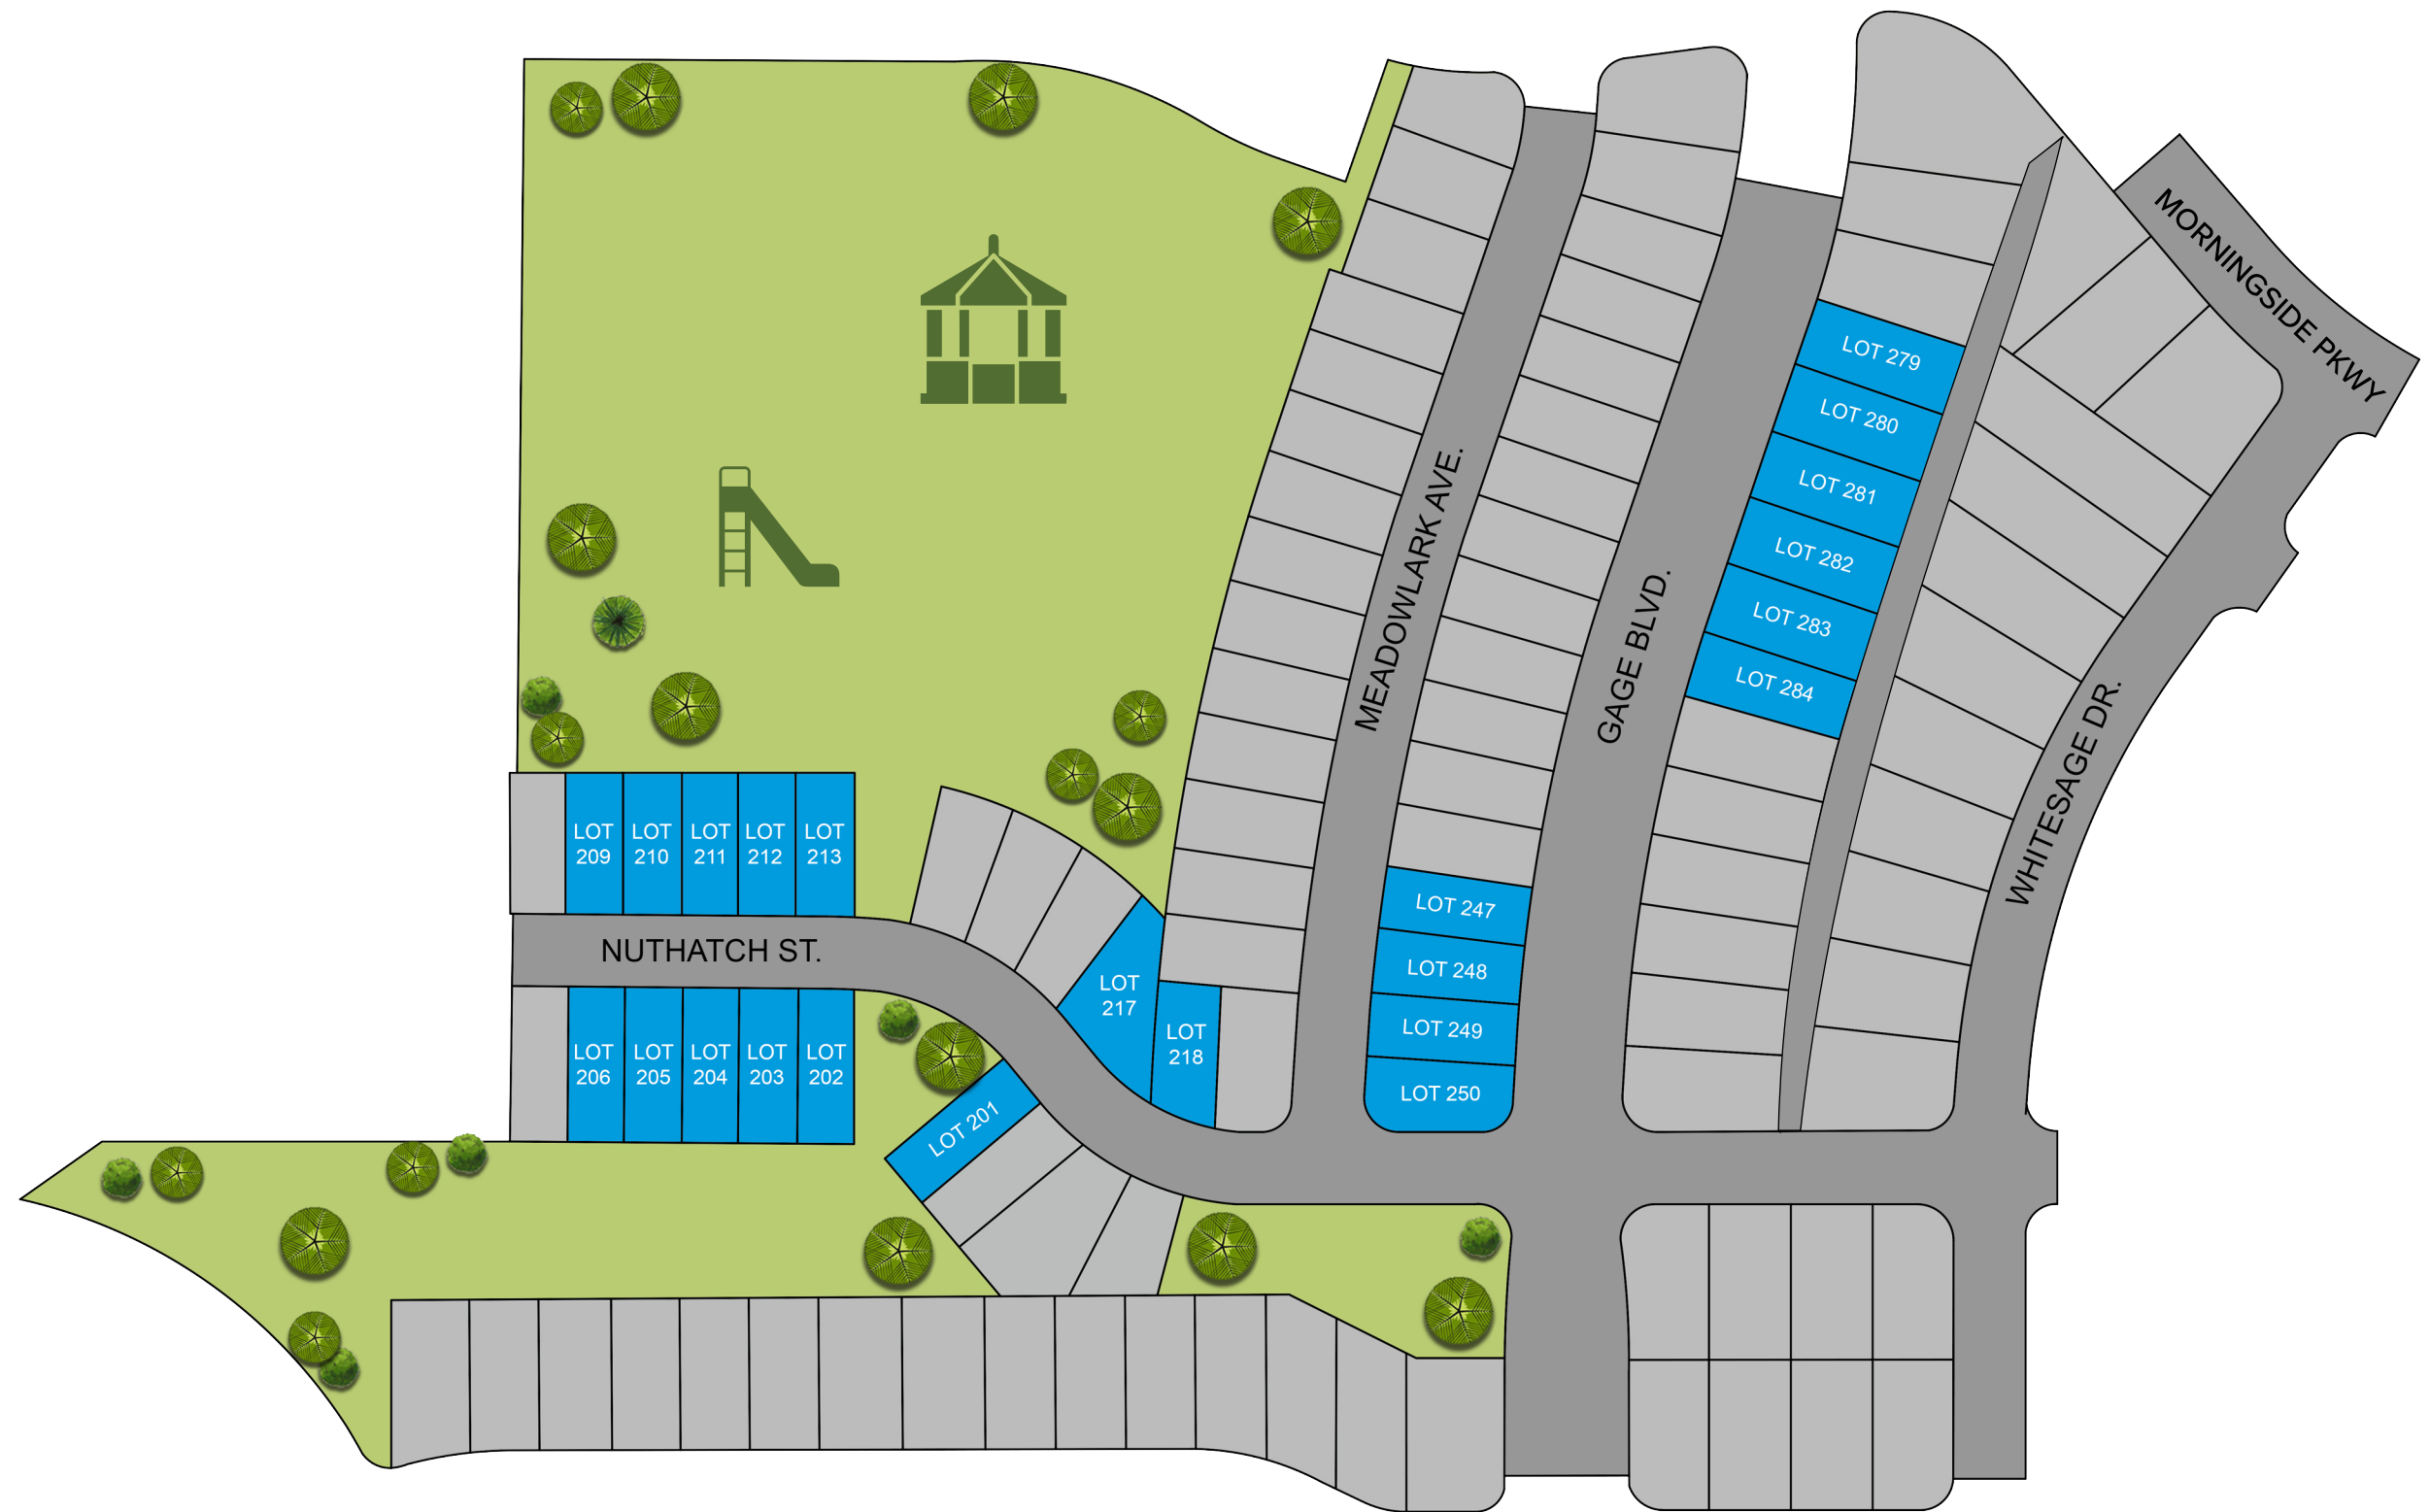 MORNINGSIDE PKWY
LOT 279
LOT 280
LOT 281
LOT 282
LOT 283
LOT 284
MEADOWLARK AVE.
GAGE BLVD.
WHITESAGE DR.
LOT
209
LOT
210
LOT
211
LOT
212
LOT
213
LOT 247
LOT 248
LOT 249
LOT 250
NUTHATCH ST.
LOT
217
LOT
218
LOT
206
LOT
205
LOT
204
LOT
203
LOT
202
LOT 201